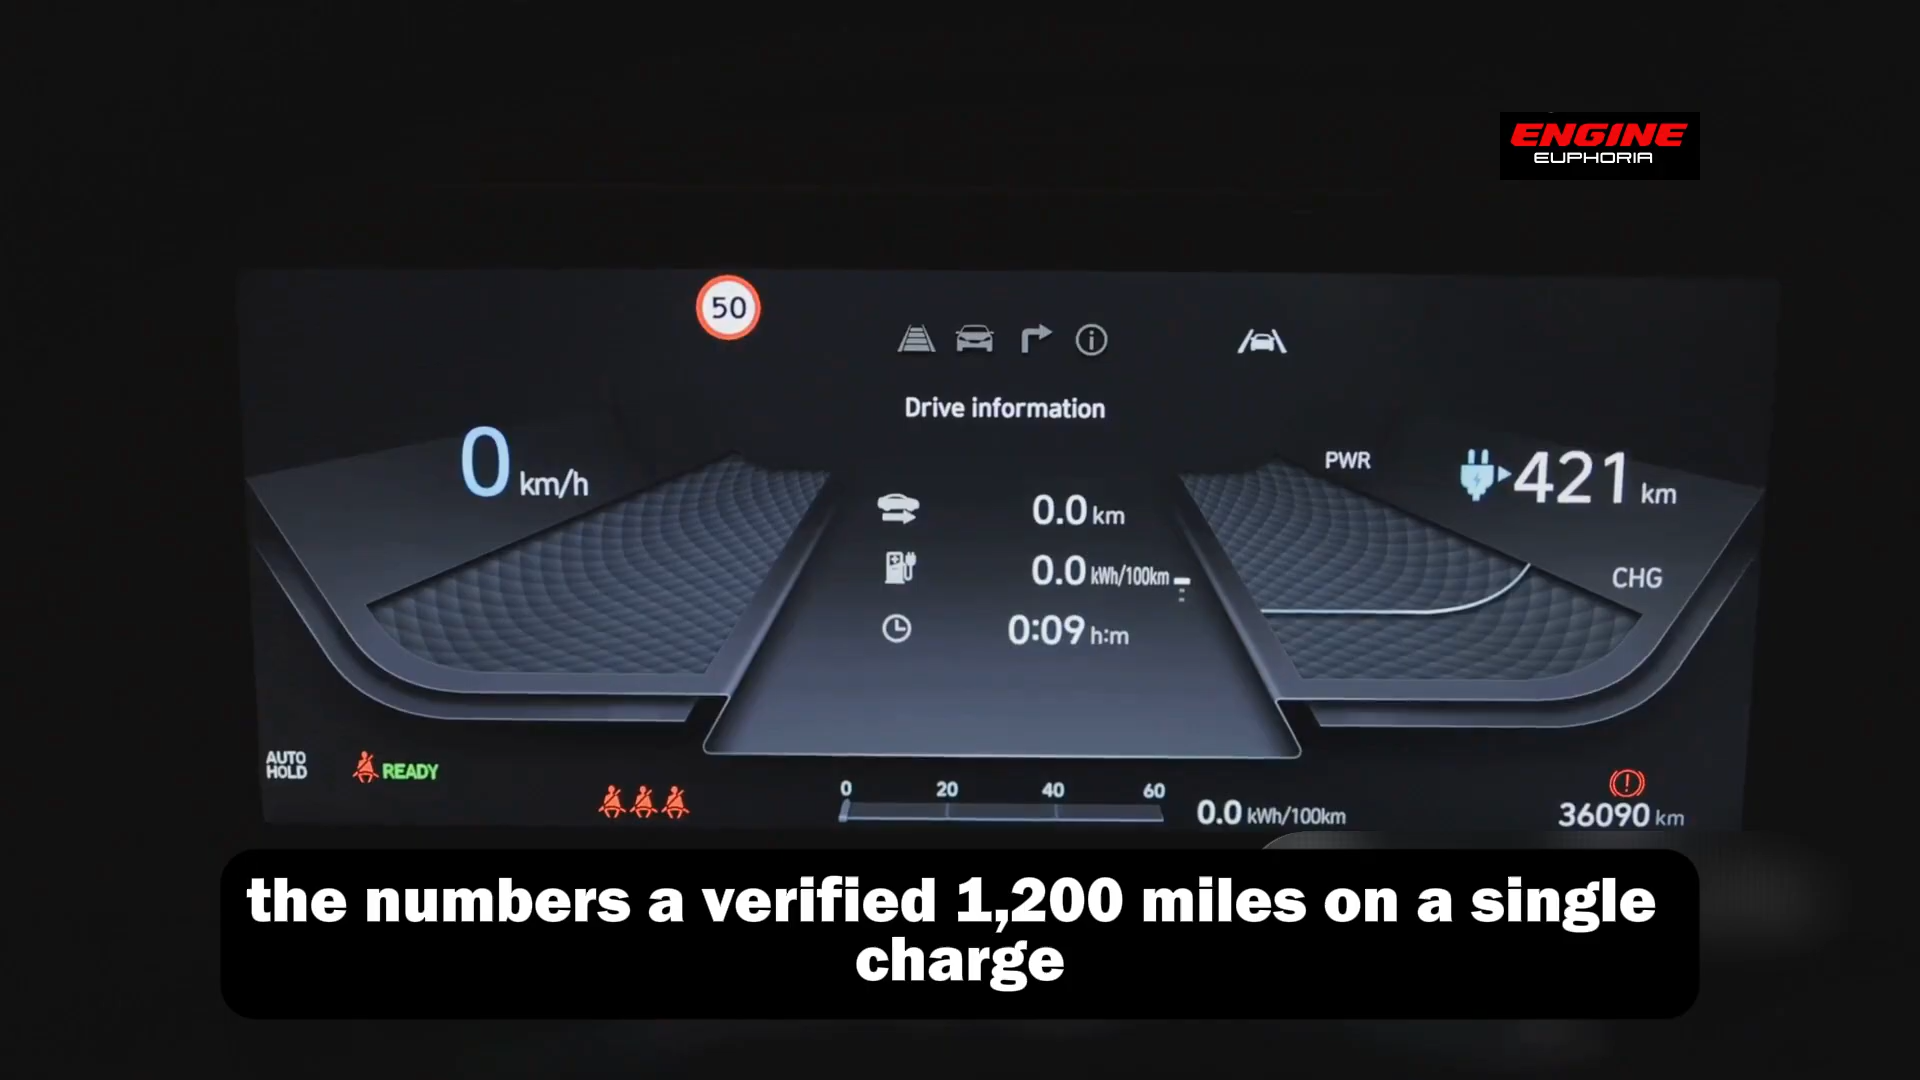 ENGINE
EUPHORIA
50
Drive information
0 km/h
PWR
421 km
0.0 km
0.0 kWh/100km
CHG
0:09 h:m
AUTO
HOLD
READY
0 20 40 60
0.0 kWh/100km
36090 km
the numbers a verified 1,200 miles on a single
charge